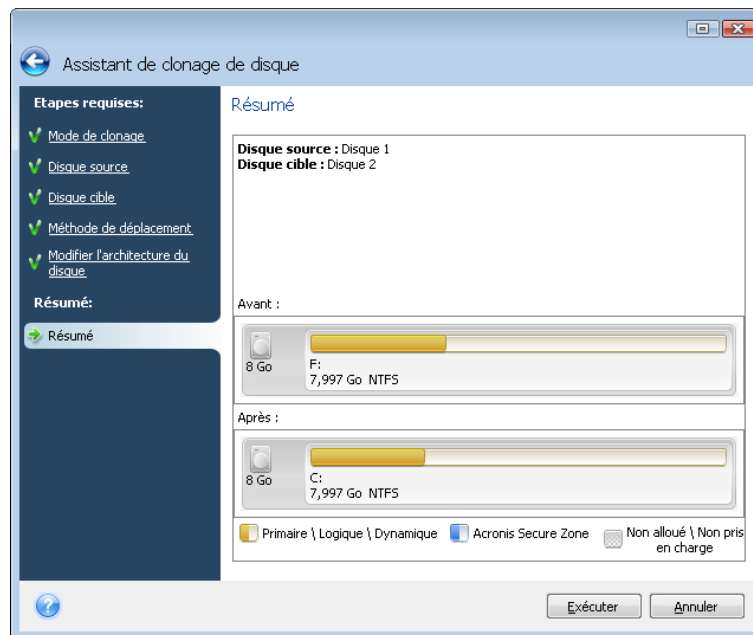 Assistant de clonage de disque
Etapes requises:
Mode de clonage
Disque source
Disque cible
Méthode de déplacement
Modifier l'architecture du
disque
Résumé:
Résumé
Résumé
Disque source : Disque 1
Disque cible : Disque 2
Avant :
8 Go
F:
7,997 Go NTFS
Après :
8 Go
C:
7,997 Go NTFS
Primaire \ Logique \ Dynamique
Acronis Secure Zone
Non alloué \ Non pris
en charge
Exécuter
Annuler